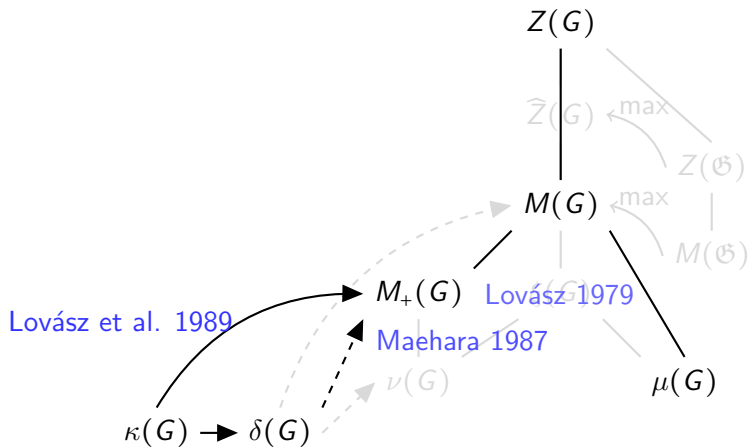 Z(G)
Ẑ(G)
max
Z(𝔊)
max
M(G)
M(𝔊)
M₊(G)
Lovász 1979
Lovász et al. 1989
Maehara 1987
ν(G)
μ(G)
κ(G)
δ(G)